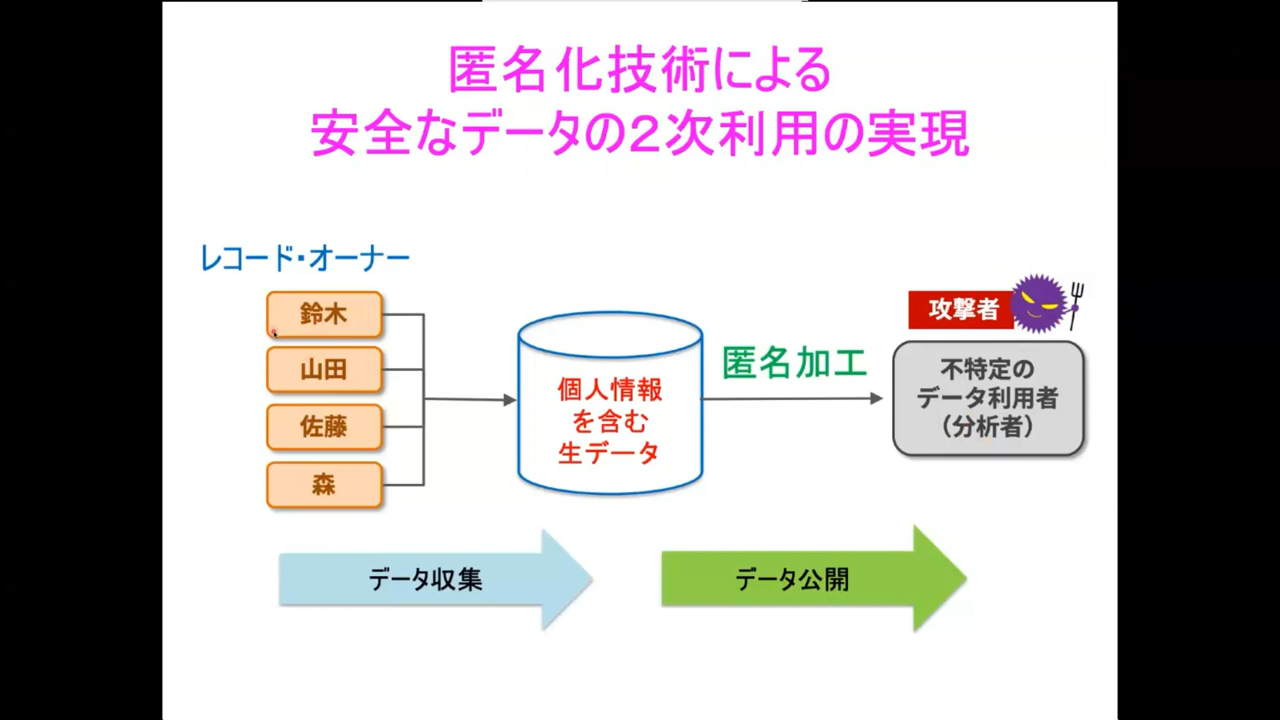 匿名化技術による
安全なデータの２次利用の実現
レコード・オーナー
鈴木
山田
佐藤
森
個人情報
を含む
生データ
匿名加工
攻撃者
不特定の
データ利用者
（分析者）
データ収集
データ公開